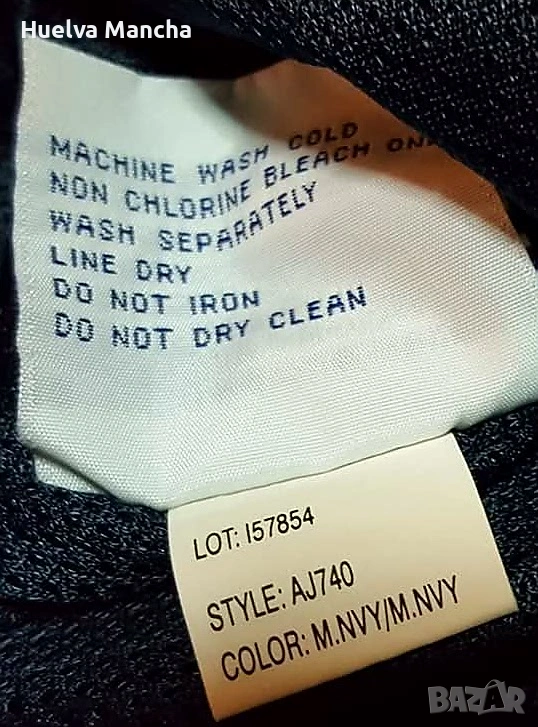 Huelva Mancha
MACHINE WASH COLD
NON CHLORINE BLEACH
WASH SEPARATELY
LINE DRY
DO NOT IRON
DO NOT DRY CLEAN
LOT: I57854
STYLE: AJ740
COLOR: M.NVY/M.NVY
BAZAR